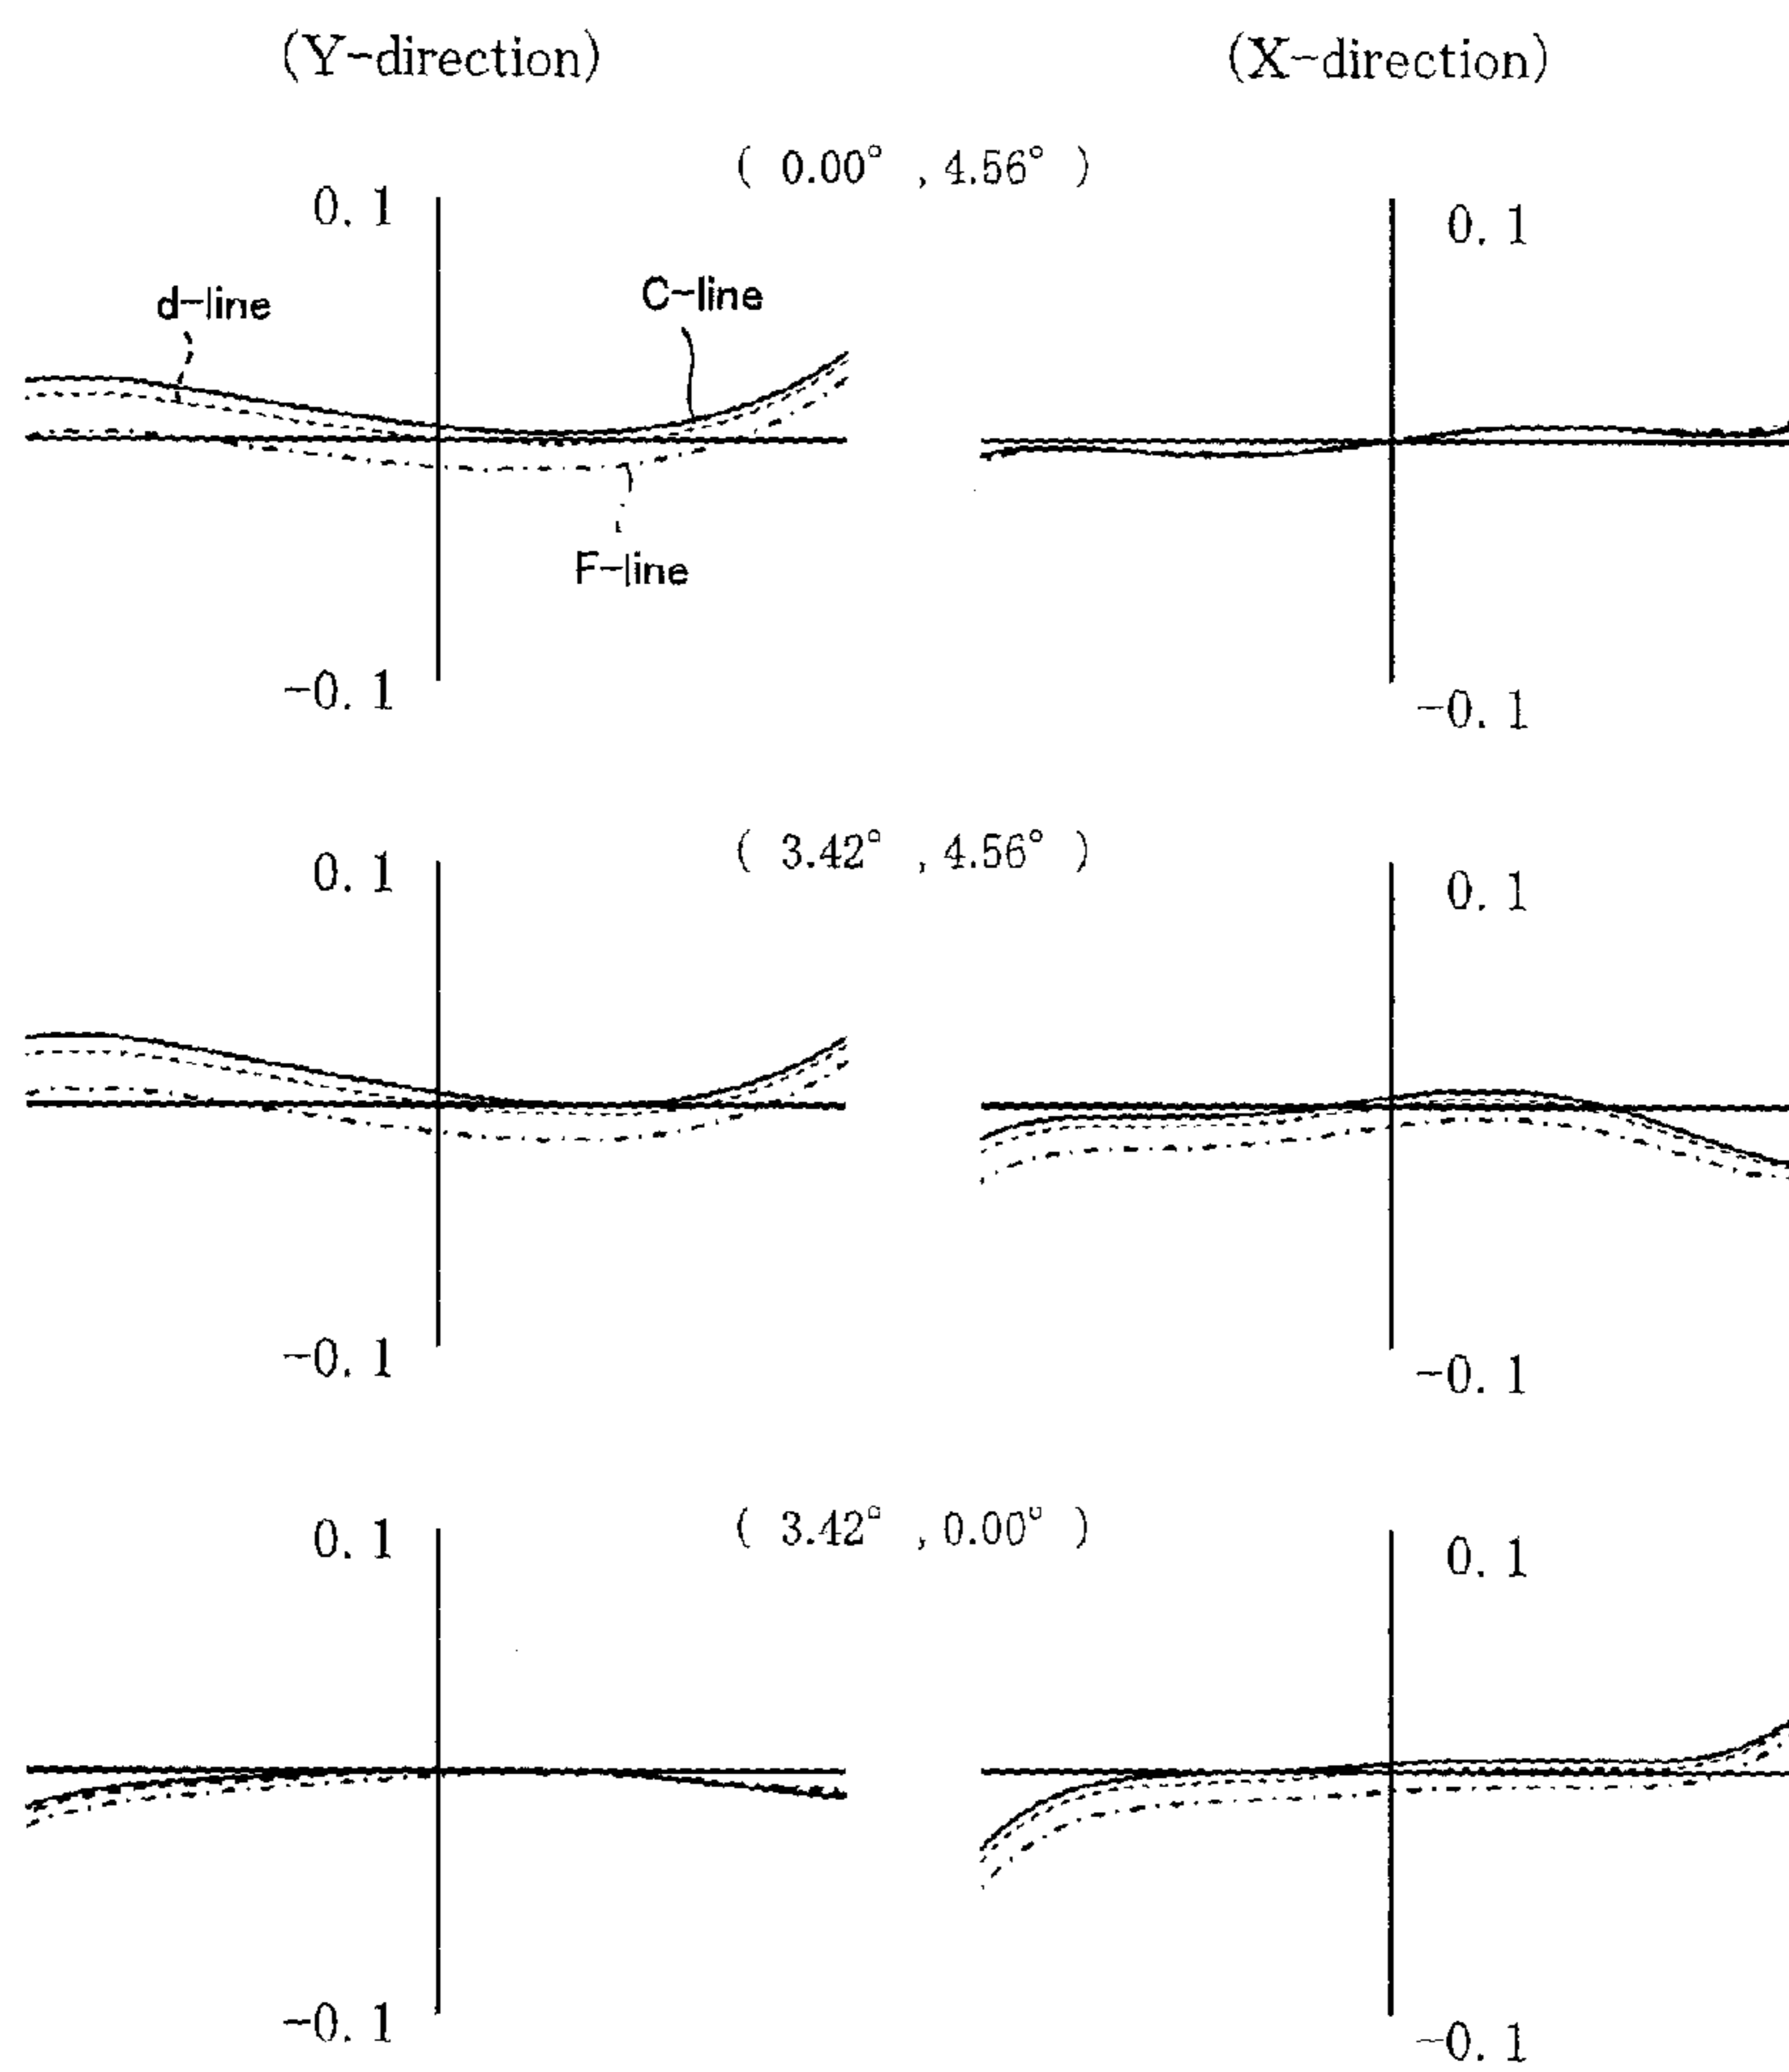 (Y-direction) (X-direction)
( 0.00° , 4.56° )
0.1 0.1
d-line C-line
F-line
-0.1 -0.1
( 3.42° , 4.56° )
0.1 0.1
-0.1 -0.1
( 3.42° , 0.00° )
0.1 0.1
-0.1 -0.1